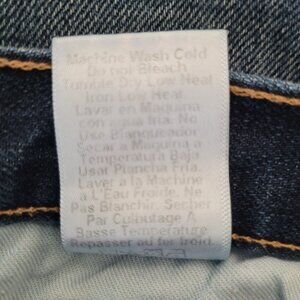 Machine Wash Cold
Do not Bleach
Tumble Dry Low Heat
Iron Low Heat.
Lavar en Maquina
con agua fria. No
Use Blanqueador
Secar a Maquina a
Temperatura Baja
Usar Plancha Fria.
Laver a la Machine
a L'Eau Froide. Ne
Pas Blanchir. Secher
Par Culbutage A
Basse Temperature
Repasser au fer froid.